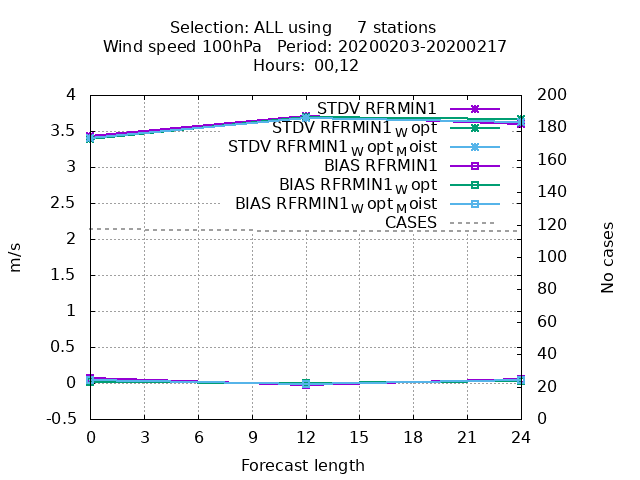 Selection: ALL using     7 stations
Wind speed 100hPa   Period: 20200203-20200217
Hours: 00,12
STDV RFRMIN1
STDV RFRMIN1_W opt
STDV RFRMIN1_W opt_M oist
BIAS RFRMIN1
BIAS RFRMIN1_W opt
BIAS RFRMIN1_W opt_M oist
CASES
4
3.5
3
2.5
2
1.5
1
0.5
0
-0.5
m/s
200
180
160
140
120
100
80
60
40
20
0
No cases
0 3 6 9 12 15 18 21 24
Forecast length